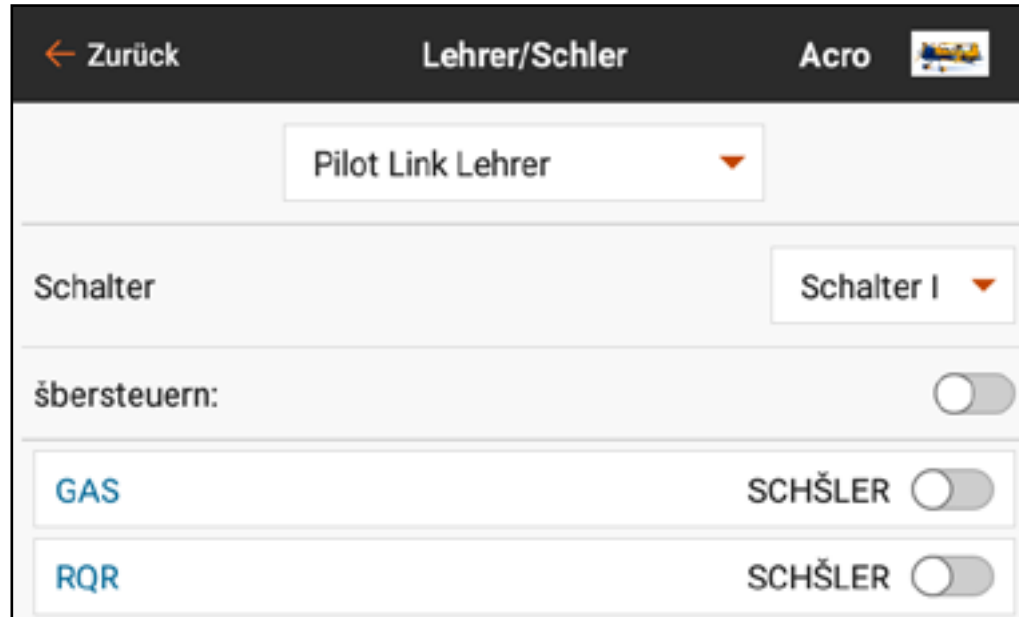 ← Zurück Lehrer/Schler Acro
Pilot Link Lehrer
Schalter Schalter I
šbersteuern:
GAS SCHŠLER
RQR SCHŠLER